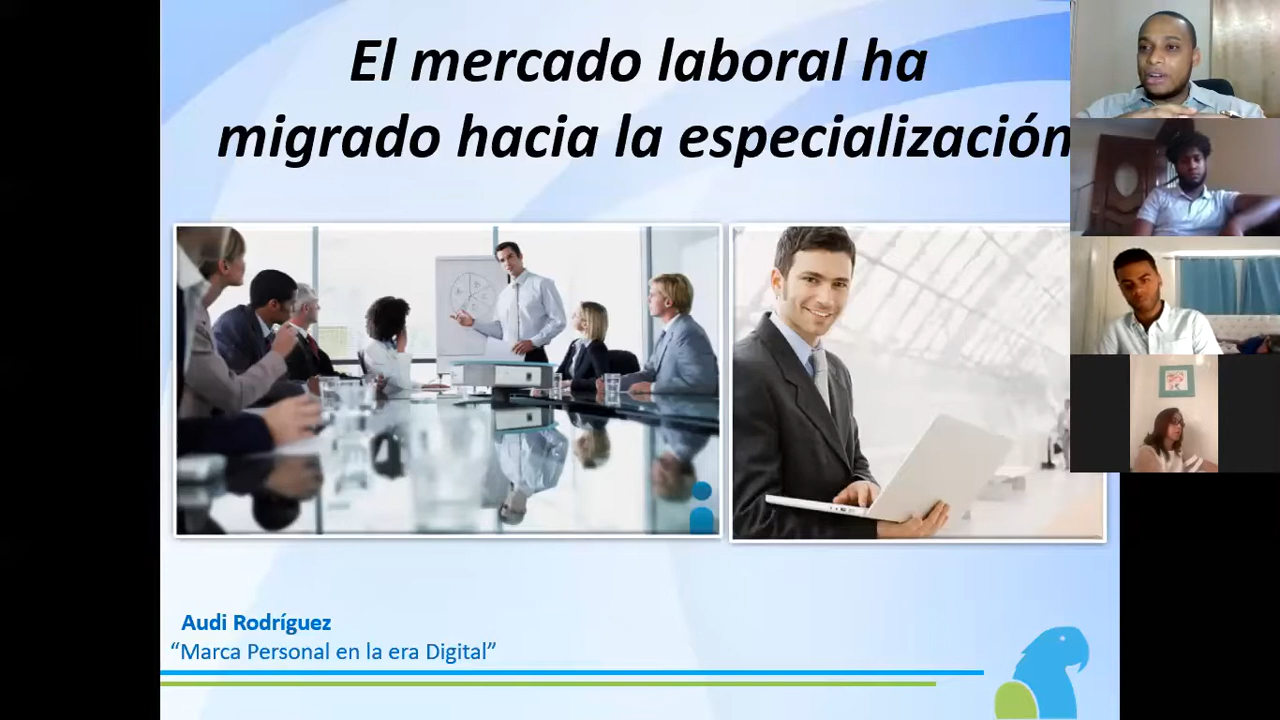 El mercado laboral ha
migrado hacia la especialización
Audi Rodríguez
“Marca Personal en la era Digital”